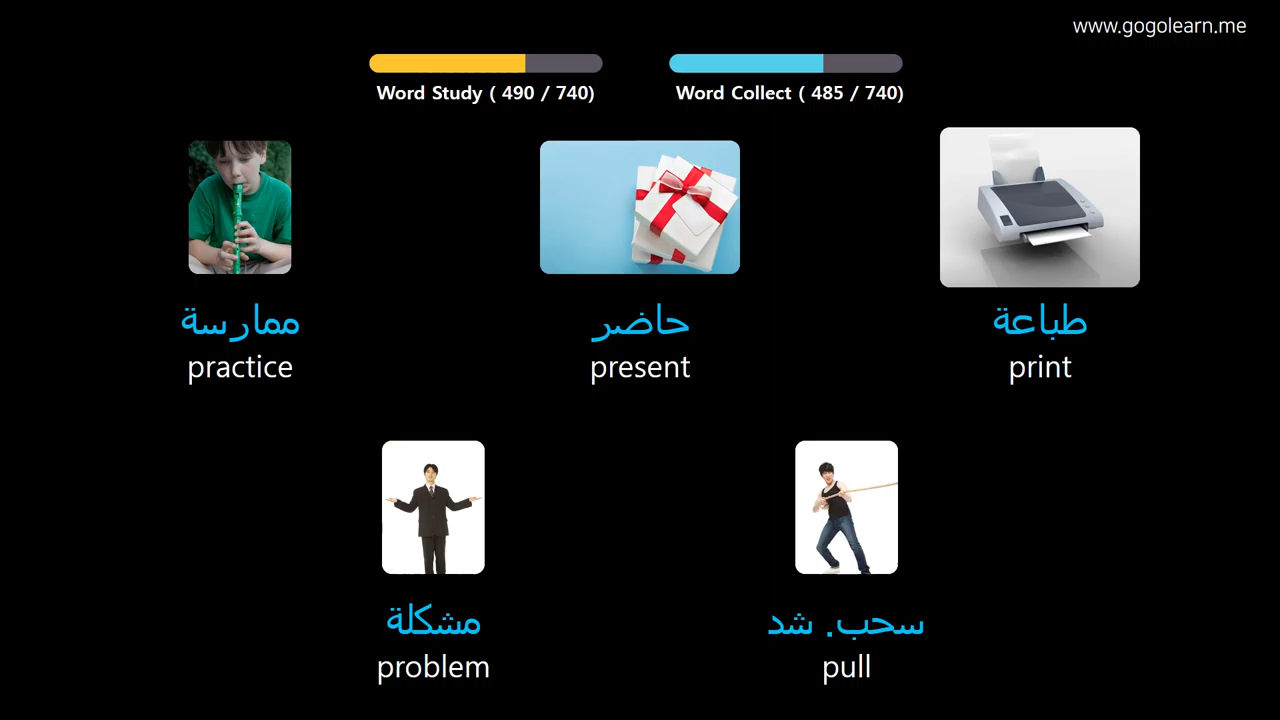 www.gogolearn.me
Word Study ( 490 / 740)
Word Collect ( 485 / 740)
ممارسة
practice
حاضر
present
طباعة
print
مشكلة
problem
سحب. شد
pull